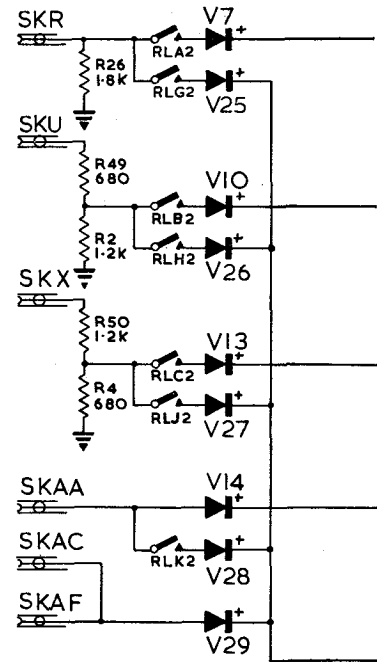 SKR
V7
+
R26
1·8K
RLA2
+
RLG2
V25
SKU
R49
680
V10
+
RLB2
R2
1·2K
+
RLH2
V26
SKX
R50
1·2K
V13
+
RLC2
R4
680
+
RLJ2
V27
SKAA
V14
+
SKAC
+
RLK2
V28
SKAF
+
V29